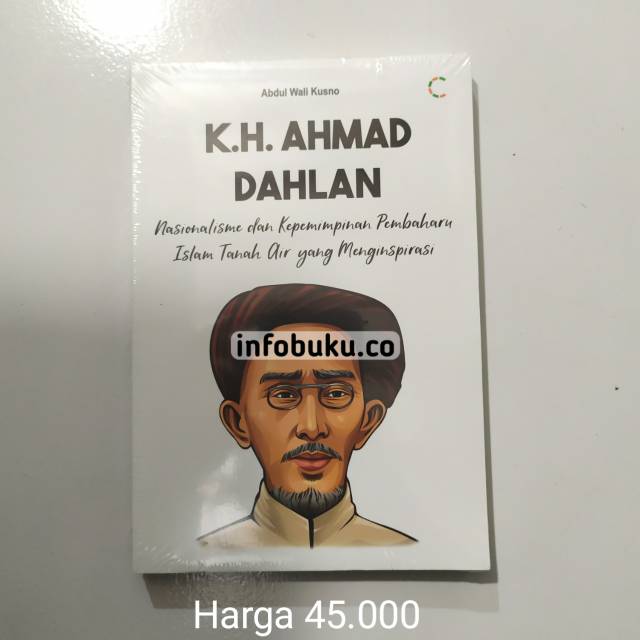 Abdul Wali Kusno
K.H. AHMAD
DAHLAN
Nasionalisme dan Kepemimpinan Pembaharu
Islam Tanah Air yang Menginspirasi
infobuku.co
Harga 45.000